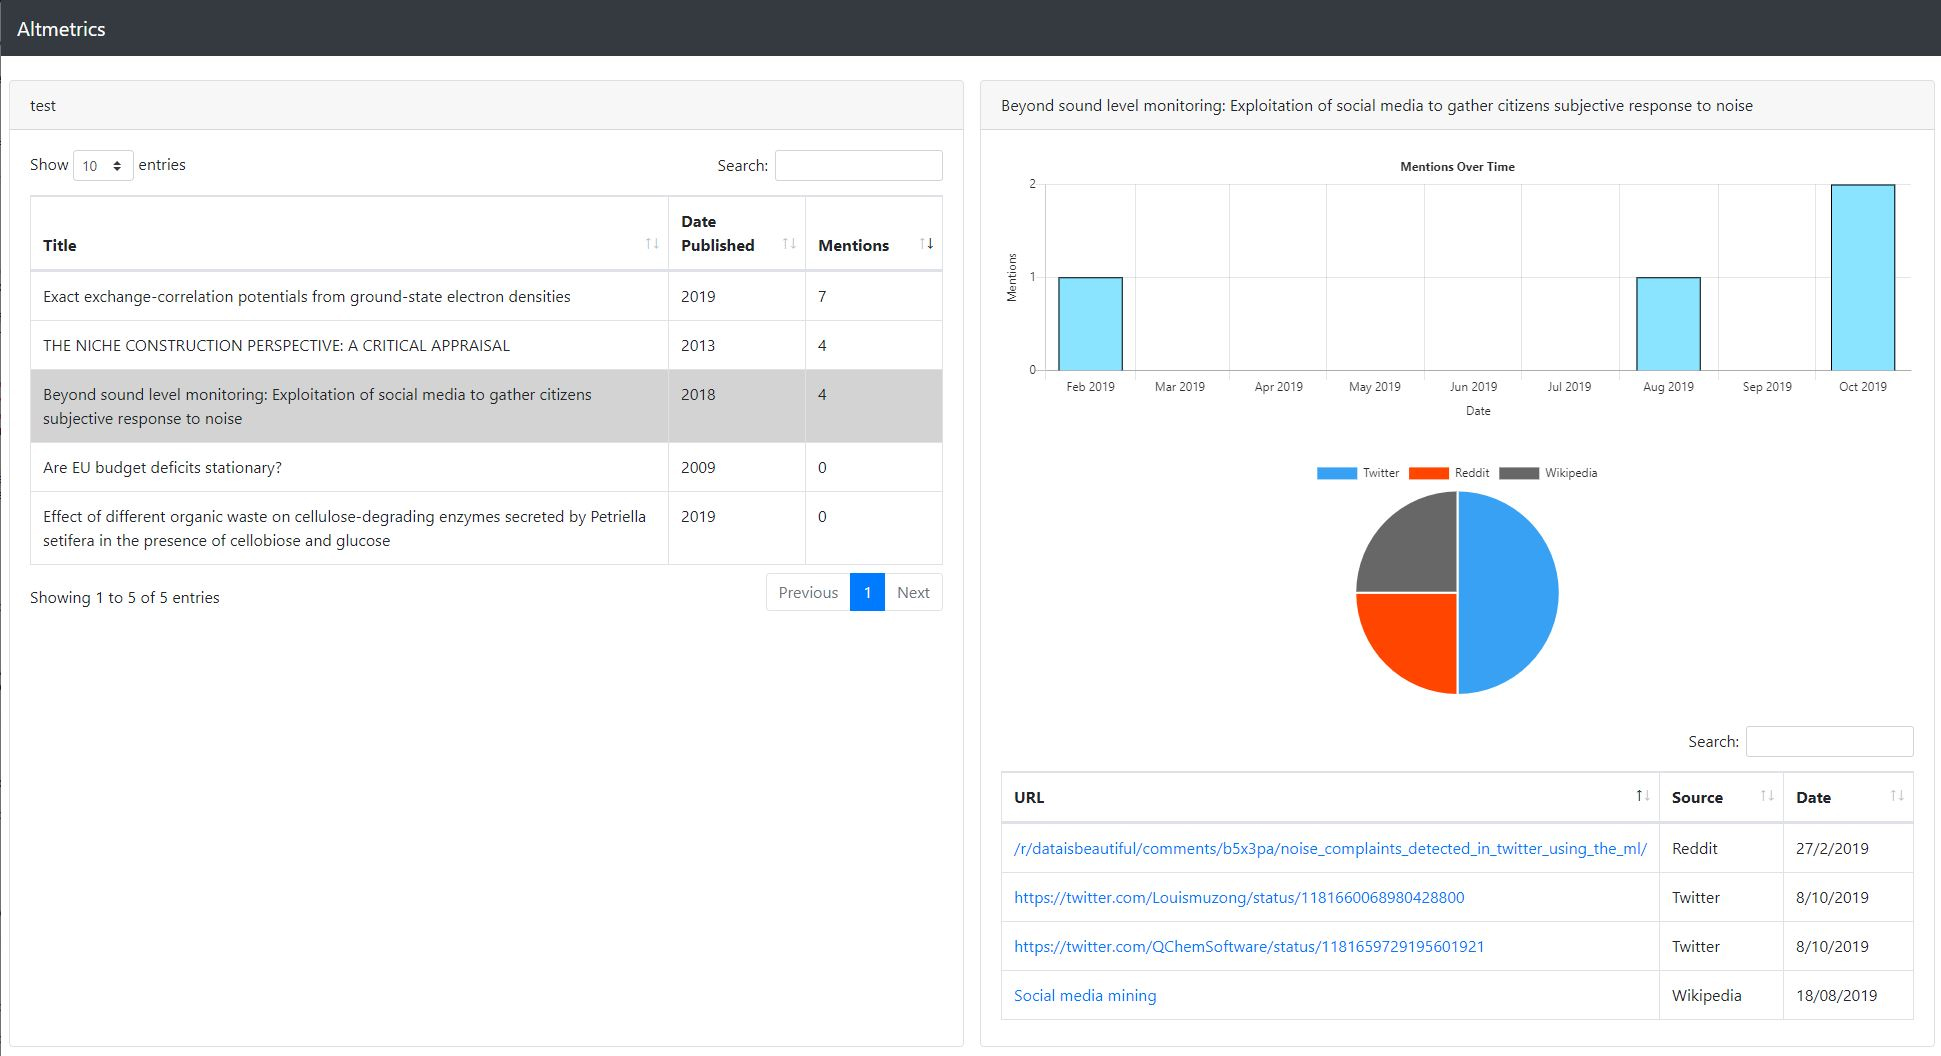 Altmetrics
test
Show 10 entries
Search:
Title
Date Published
Mentions
Exact exchange-correlation potentials from ground-state electron densities 2019 7
THE NICHE CONSTRUCTION PERSPECTIVE: A CRITICAL APPRAISAL 2013 4
Beyond sound level monitoring: Exploitation of social media to gather citizens 2018 4
subjective response to noise
Are EU budget deficits stationary? 2009 0
Effect of different organic waste on cellulose-degrading enzymes secreted by Petriella 2019 0
setifera in the presence of cellobiose and glucose
Showing 1 to 5 of 5 entries
Previous 1 Next
Beyond sound level monitoring: Exploitation of social media to gather citizens subjective response to noise
Mentions Over Time
Mentions
2
1
0
Feb 2019 Mar 2019 Apr 2019 May 2019 Jun 2019 Jul 2019 Aug 2019 Sep 2019 Oct 2019
Date
Twitter Reddit Wikipedia
Search:
URL Source Date
/r/dataisbeautiful/comments/b5x3pa/noise_complaints_detected_in_twitter_using_the_ml/ Reddit 27/2/2019
https://twitter.com/Louismuzong/status/1181660068980428800 Twitter 8/10/2019
https://twitter.com/QChemSoftware/status/1181659729195601921 Twitter 8/10/2019
Social media mining Wikipedia 18/08/2019